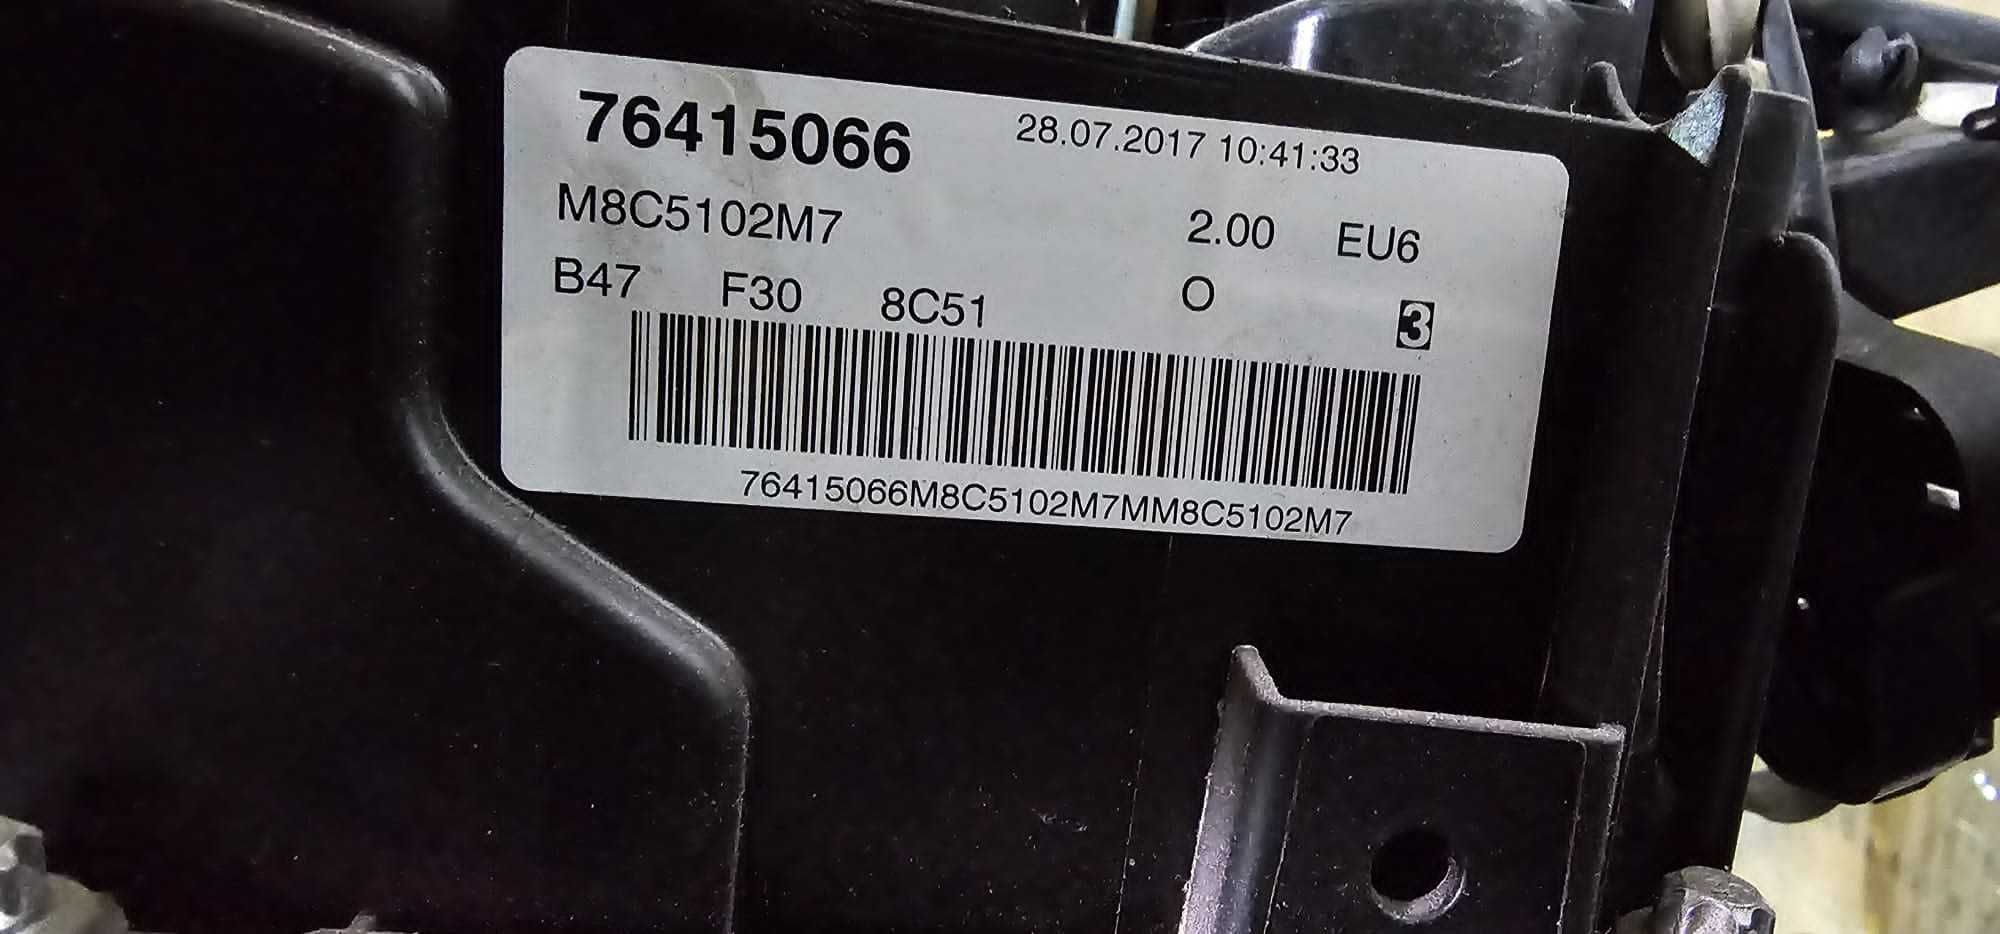 76415066 28.07.2017 10:41:33
M8C5102M7 2.00 EU6
B47 F30 8C51 O 3
76415066M8C5102M7MM8C5102M7